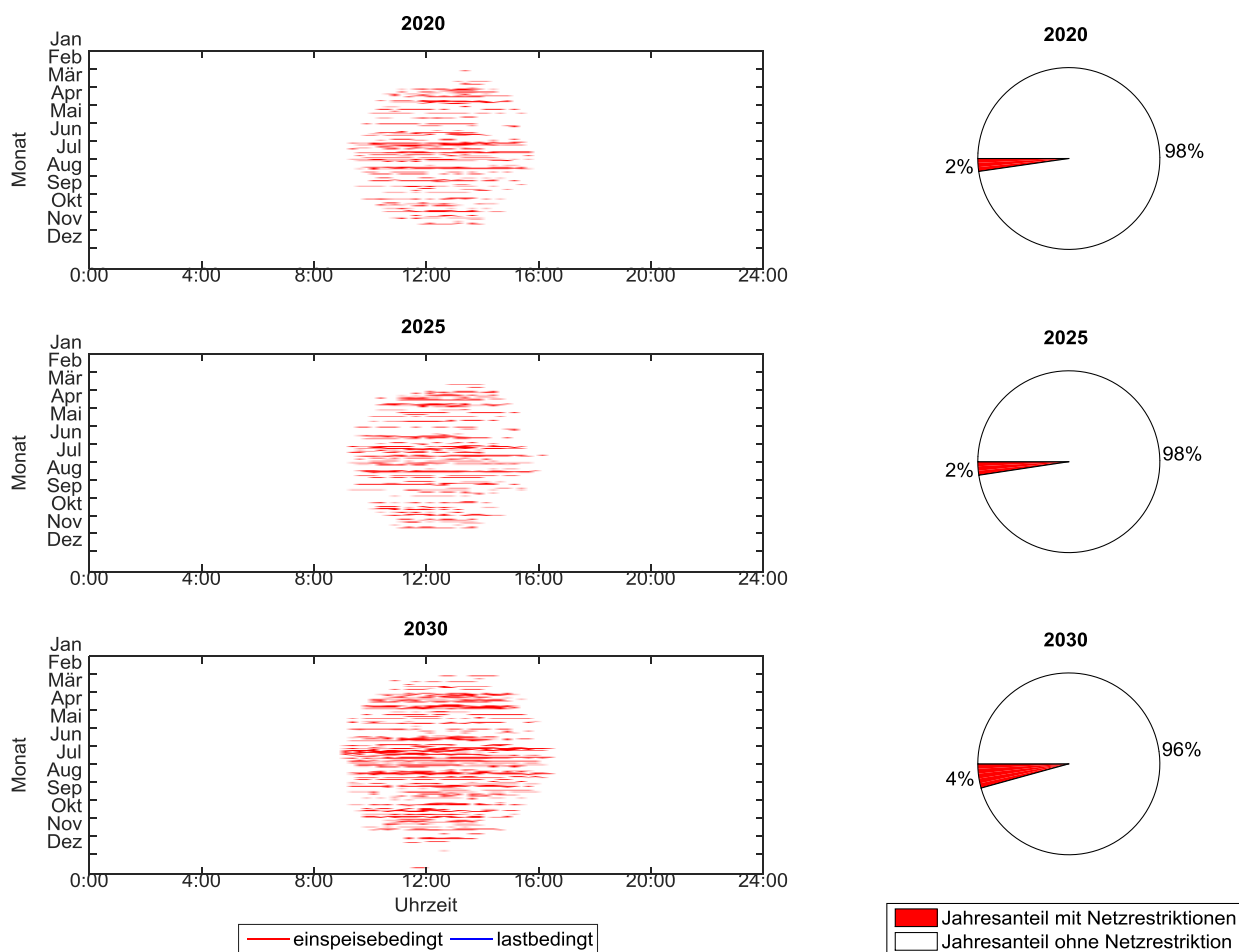 2020
Jan
Feb
Mär
Apr
Mai
Jun
Jul
Aug
Sep
Okt
Nov
Dez
Monat
0:00 4:00 8:00 12:00 16:00 20:00 24:00
2020
2%
98%
2025
Jan
Feb
Mär
Apr
Mai
Jun
Jul
Aug
Sep
Okt
Nov
Dez
Monat
0:00 4:00 8:00 12:00 16:00 20:00 24:00
2025
2%
98%
2030
Jan
Feb
Mär
Apr
Mai
Jun
Jul
Aug
Sep
Okt
Nov
Dez
Monat
0:00 4:00 8:00 12:00 16:00 20:00 24:00
Uhrzeit
einspeisebedingt lastbedingt
2030
4%
96%
Jahresanteil mit Netzrestriktionen
Jahresanteil ohne Netzrestriktion